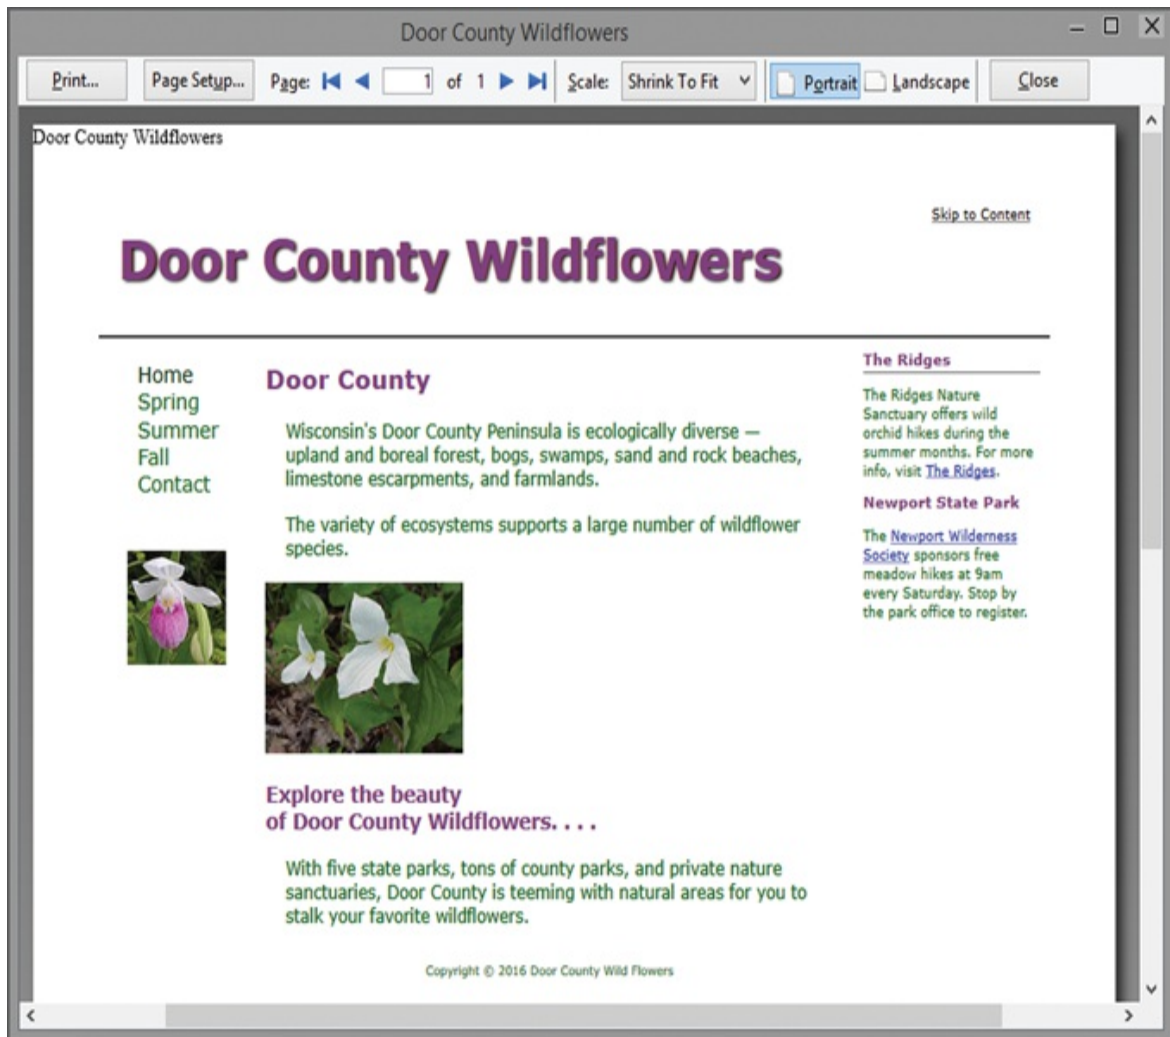 Door County Wildflowers
Print... Page Setup... Page: 1 of 1 Scale: Shrink To Fit Portrait Landscape Close
Door County Wildflowers
Skip to Content
Door County Wildflowers
Home
Spring
Summer
Fall
Contact
Door County
Wisconsin's Door County Peninsula is ecologically diverse —
upland and boreal forest, bogs, swamps, sand and rock beaches,
limestone escarpments, and farmlands.
The variety of ecosystems supports a large number of wildflower
species.
Explore the beauty
of Door County Wildflowers. . . .
With five state parks, tons of county parks, and private nature
sanctuaries, Door County is teeming with natural areas for you to
stalk your favorite wildflowers.
The Ridges
The Ridges Nature
Sanctuary offers wild
orchid hikes during the
summer months. For more
info, visit The Ridges.
Newport State Park
The Newport Wilderness
Society sponsors free
meadow hikes at 9am
every Saturday. Stop by
the park office to register.
Copyright © 2016 Door County Wild Flowers